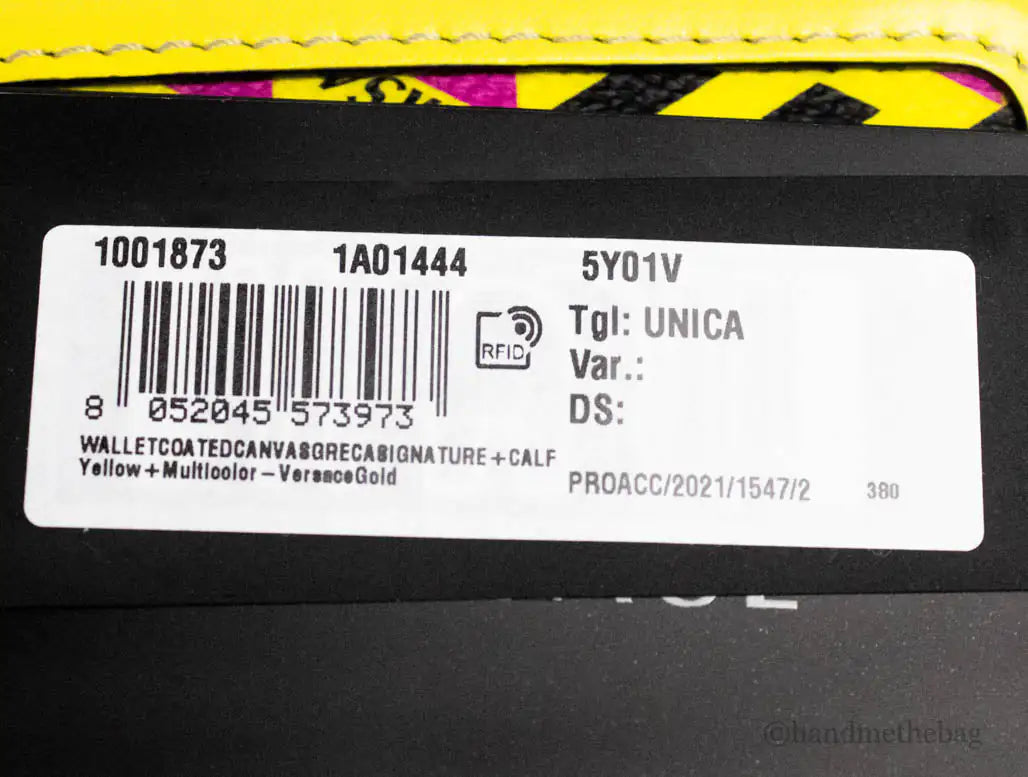 1001873 1A01444 5Y01V
RFID
Tgl: UNICA
Var.:
DS:
8 052045 573973
WALLETCOATEDCANVASGRECASIGNATURE+CALF
Yellow+Multicolor-VersaceGold
PROACC/2021/1547/2 380
@handmethebag